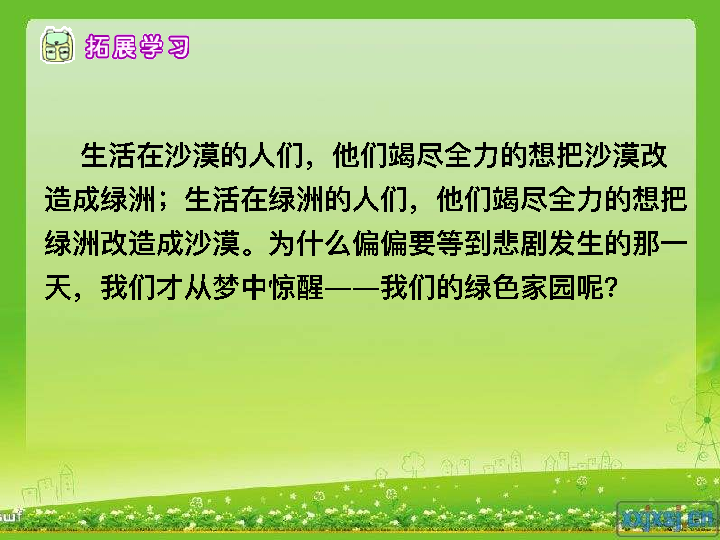 拓展学习
生活在沙漠的人们，他们竭尽全力的想把沙漠改
造成绿洲；生活在绿洲的人们，他们竭尽全力的想把
绿洲改造成沙漠。为什么偏偏要等到悲剧发生的那一
天，我们才从梦中惊醒——我们的绿色家园呢？
xxjxsj.cn